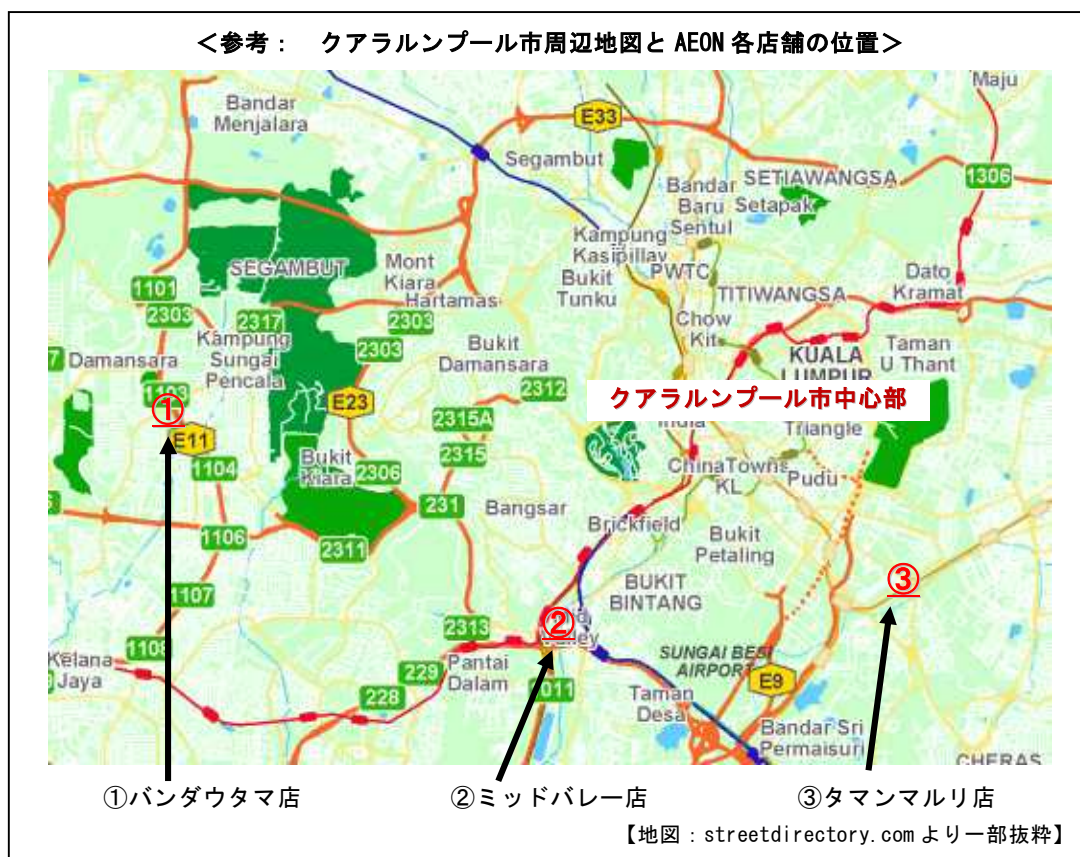 ＜参考：　クアラルンプール市周辺地図と AEON 各店舗の位置＞
Maju
Bandar
Menjalara
E33
Segambut
SETIAWANGSA
1306
Bandar
Baru
Sentul
Setapak
Kampung
Kasipillay
Mont
Kiara
SEGAMBUT
Bukit
Tunku
PWTC
Dato
Kramat
1101
TITIWANGSA
Hartamas
2303
2317
2303
Chow
Kit
Kampung
Sungai
Pencala
2303
Damansara
Bukit
Damansara
KUALA
LUMPUR
Taman
U Thant
1103
2312
クアラルンプール市中心部
①
E23
E11
2315A
India
Triangle
1104
Bukit
Kiara
2306
2315
ChinaTowns
KL
Pudu
231
Bangsar
1106
2311
Brickfield
Bukit
Petaling
③
1107
BUKIT
BINTANG
②
Valley
1108
2313
Kelana
Jaya
229
Pantai
Dalam
SUNGAI BESI
AIRPORT
228
E9
Taman
Desa
Bandar Sri
Permaisuri
CHERAS
①バンダウタマ店　②ミッドバレー店　③タマンマルリ店
【地図：streetdirectory.com より一部抜粋】